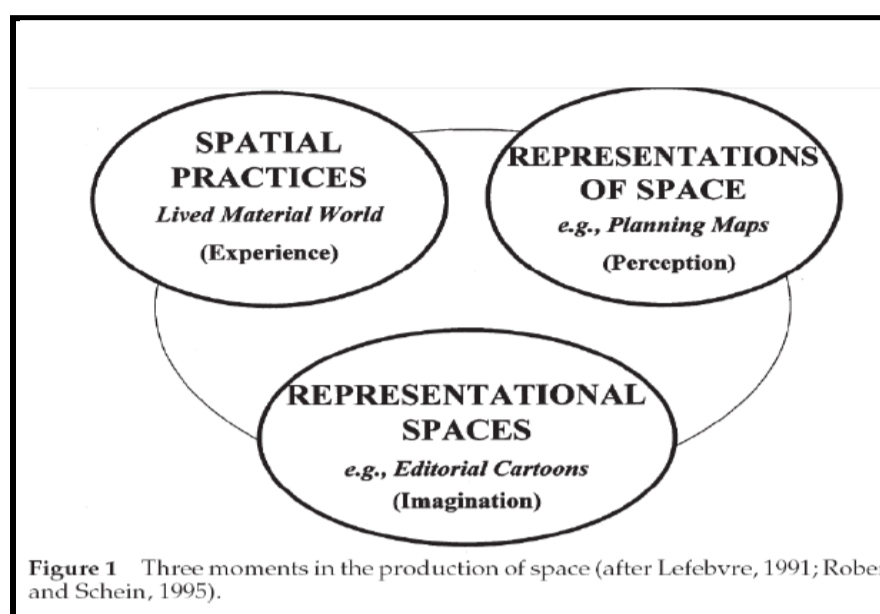 SPATIAL
PRACTICES
Lived Material World
(Experience)
REPRESENTATIONS
OF SPACE
e.g., Planning Maps
(Perception)
REPRESENTATIONAL
SPACES
e.g., Editorial Cartoons
(Imagination)
Figure 1 Three moments in the production of space (after Lefebvre, 1991;
and Schein, 1995).